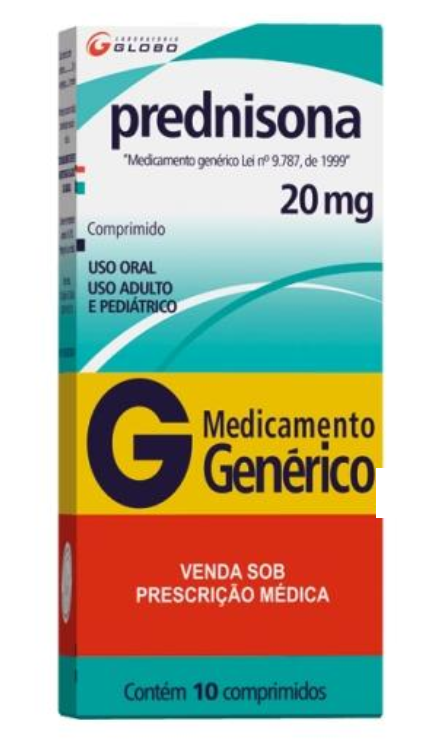 LABORATÓRIO
GLOBO
prednisona
"Medicamento genérico Lei nº 9.787, de 1999"
20 mg
Comprimido
USO ORAL
USO ADULTO
E PEDIÁTRICO
G Medicamento
Genérico
VENDA SOB
PRESCRIÇÃO MÉDICA
Contém 10 comprimidos